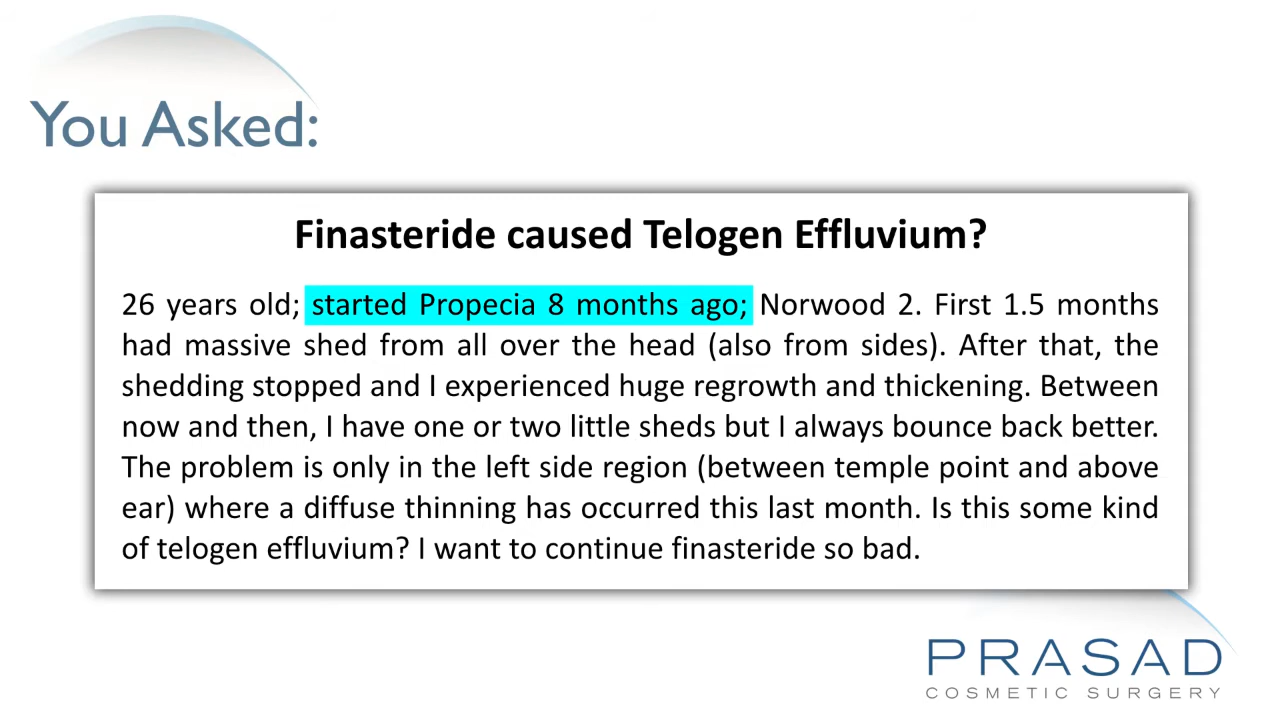 You Asked:
Finasteride caused Telogen Effluvium?
26 years old; started Propecia 8 months ago; Norwood 2. First 1.5 months
had massive shed from all over the head (also from sides). After that, the
shedding stopped and I experienced huge regrowth and thickening. Between
now and then, I have one or two little sheds but I always bounce back better.
The problem is only in the left side region (between temple point and above
ear) where a diffuse thinning has occurred this last month. Is this some kind
of telogen effluvium? I want to continue finasteride so bad.
PRASAD
COSMETIC SURGERY